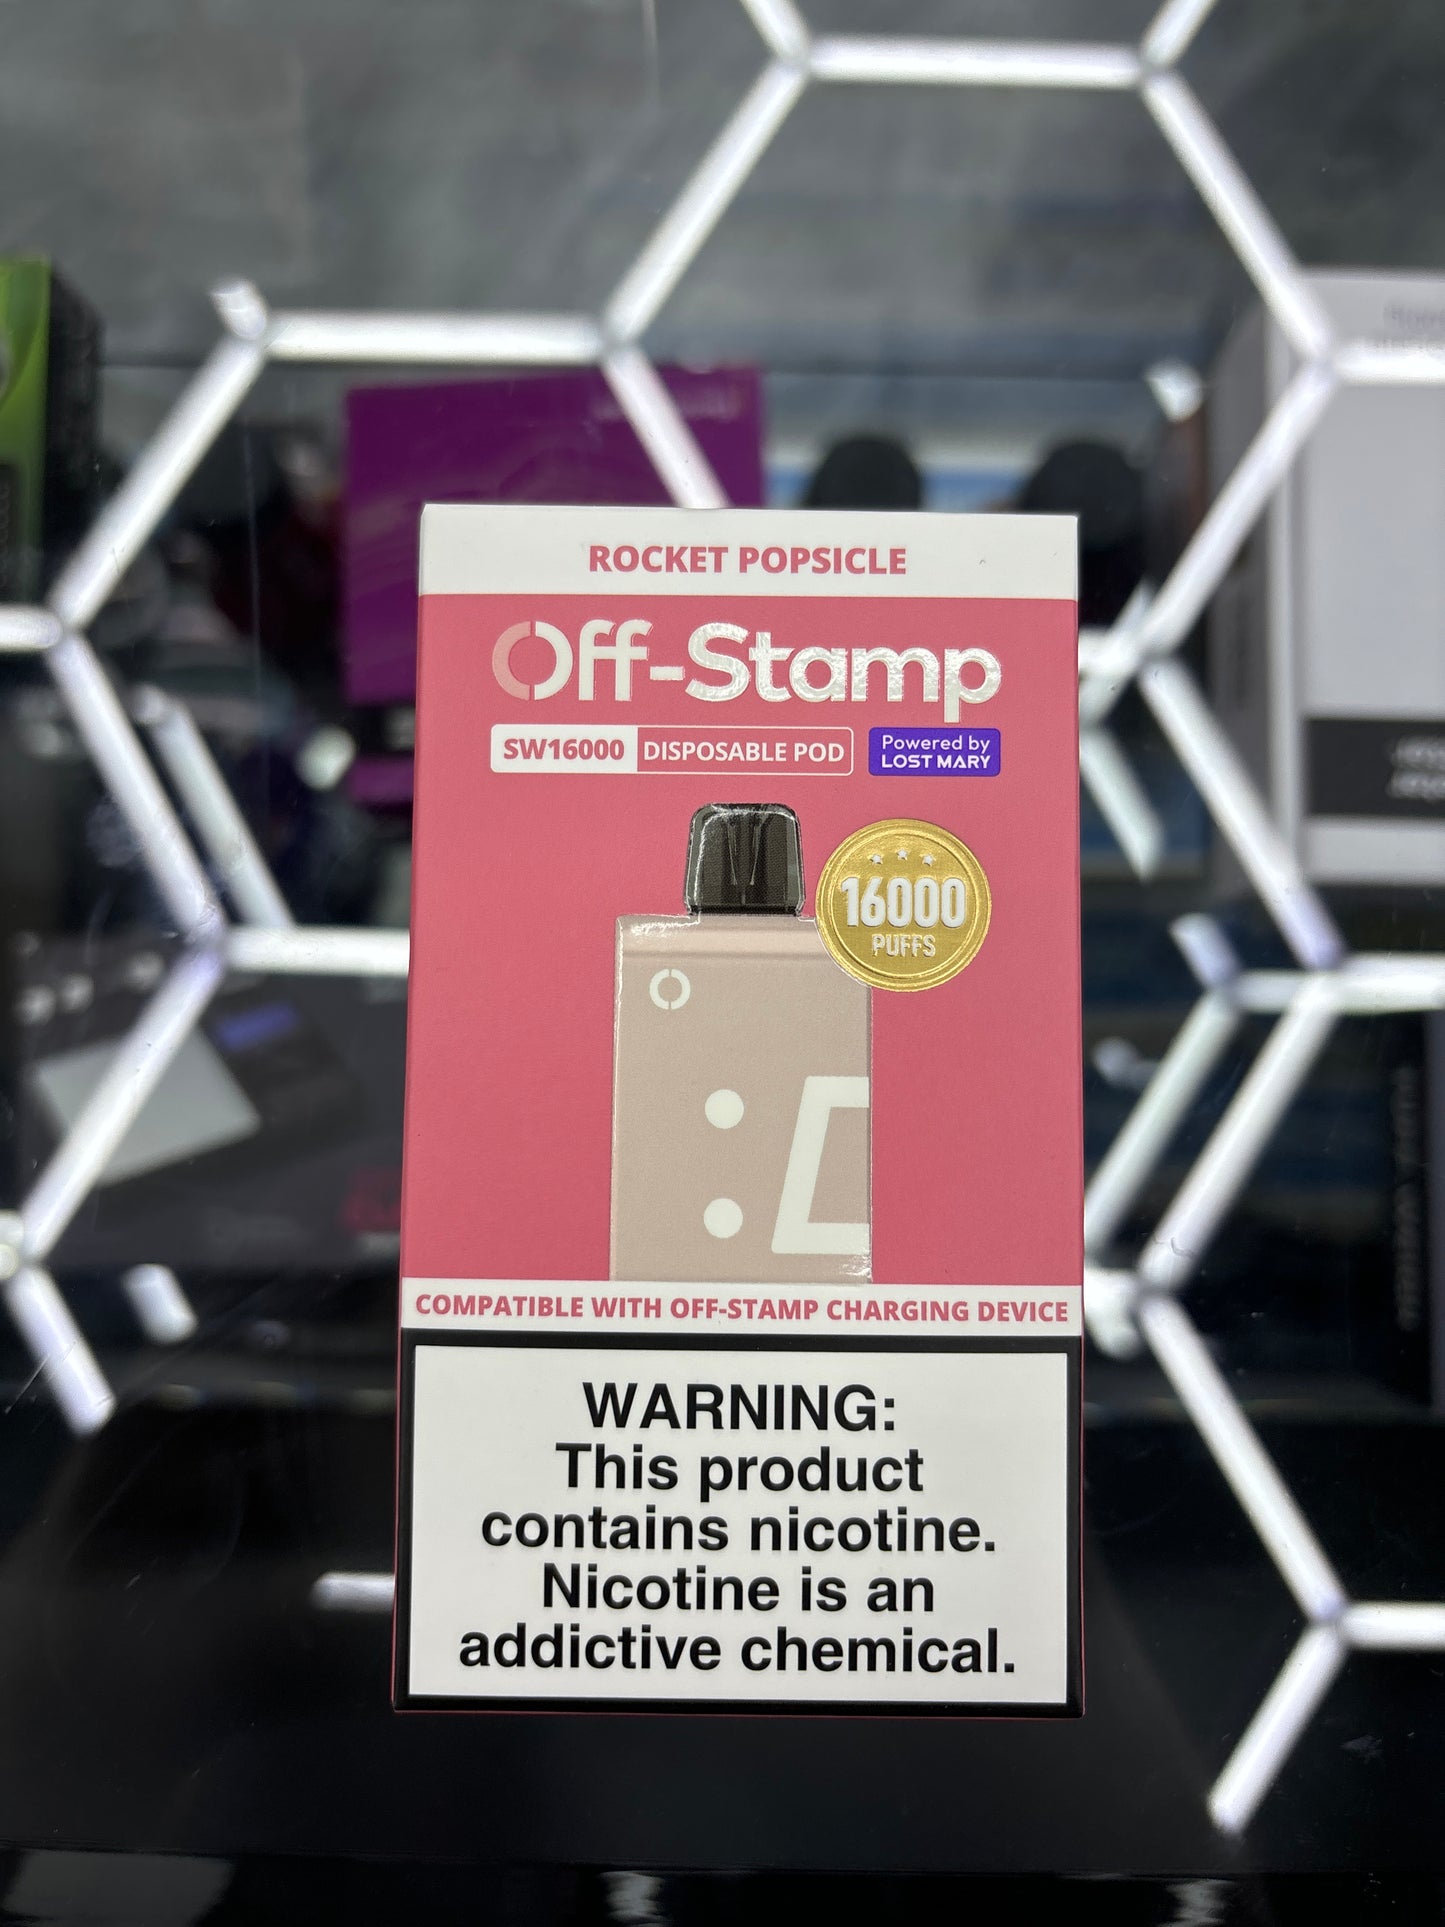 ROCKET POPSICLE
Off-Stamp
SW16000 DISPOSABLE POD
Powered by
LOST MARY
16000
PUFFS
COMPATIBLE WITH OFF-STAMP CHARGING DEVICE
WARNING:
This product
contains nicotine.
Nicotine is an
addictive chemical.